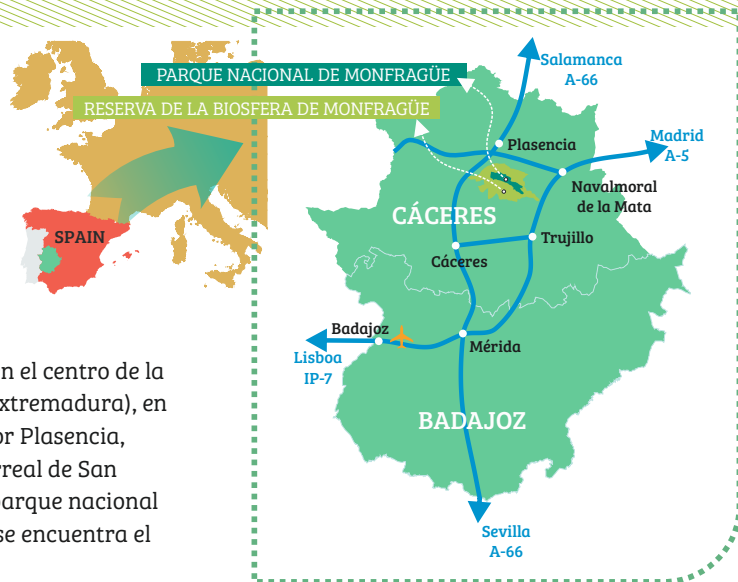 PARQUE NACIONAL DE MONFRAGÜE
RESERVA DE LA BIOSFERA DE MONFRAGÜE
SPAIN
Salamanca
A-66
Plasencia
Madrid
A-5
Navalmoral
de la Mata
CÁCERES
Trujillo
Cáceres
Badajoz
Lisboa
IP-7
Mérida
BADAJOZ
Sevilla
A-66
n el centro de la
xtremadura), en
or Plasencia,
rreal de San
parque nacional
se encuentra el